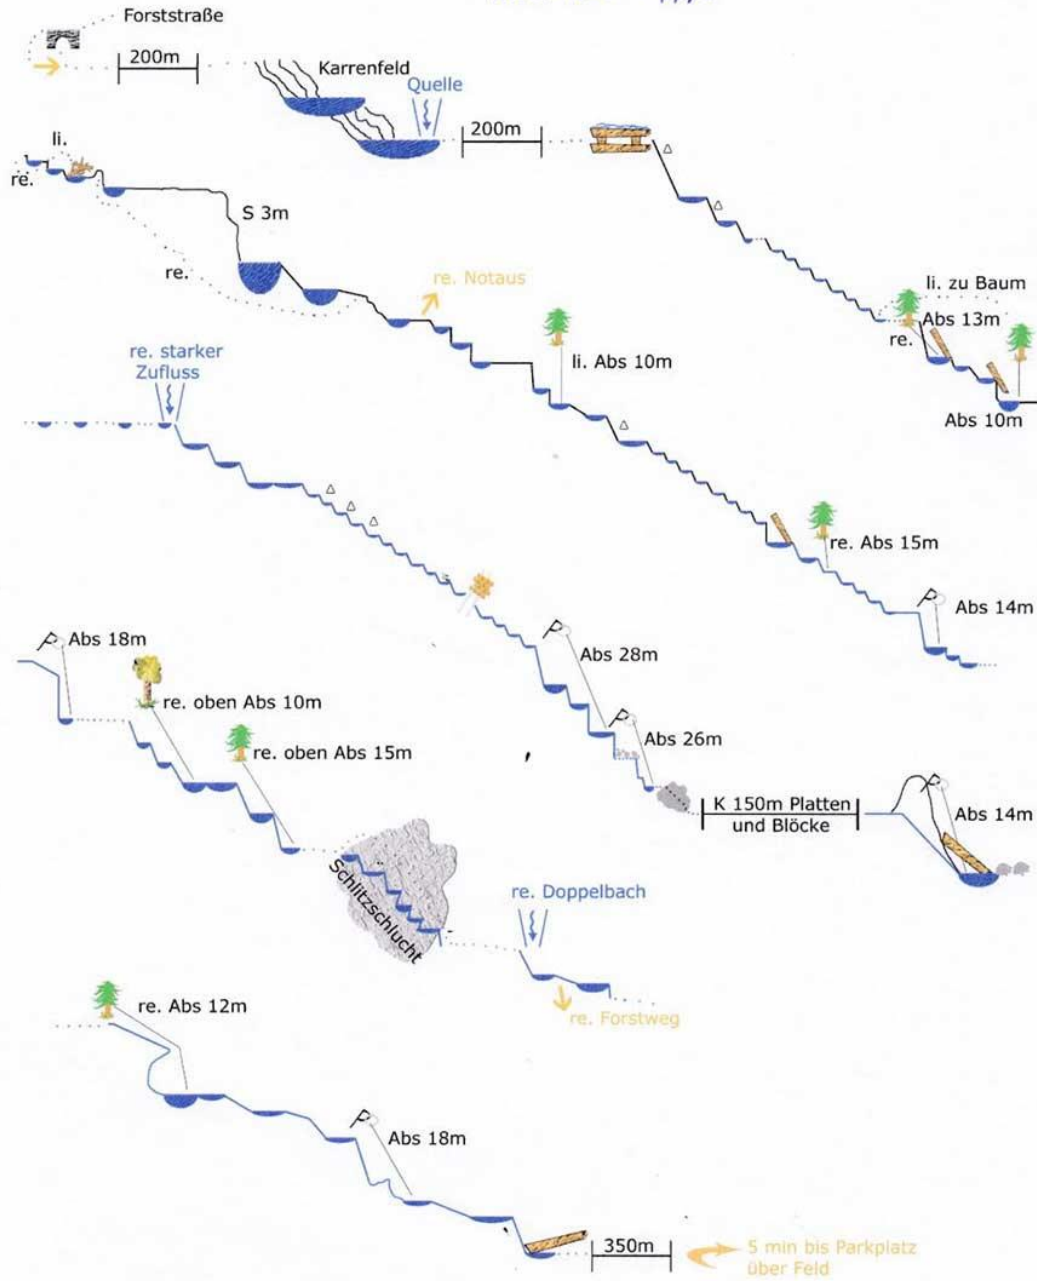 Forststraße
200m
Karrenfeld
Quelle
200m
li.
re.
S 3m
re.
re. Notaus
li. zu Baum
Abs 13m
re.
Abs 10m
li. Abs 10m
re. starker
Zufluss
re. Abs 15m
Abs 14m
Abs 18m
re. oben Abs 10m
re. oben Abs 15m
Abs 28m
Abs 26m
K 150m Platten
und Blöcke
Abs 14m
Schlitzschlucht
re. Doppelbach
re. Forstweg
re. Abs 12m
Abs 18m
350m
5 min bis Parkplatz
über Feld